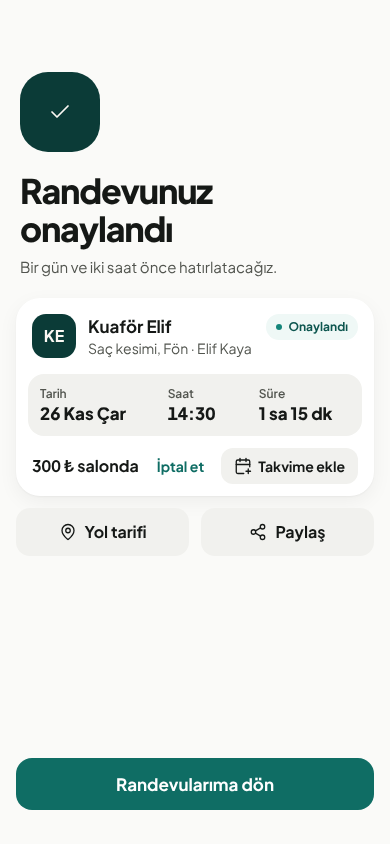 Randevunuz
onaylandı
Bir gün ve iki saat önce hatırlatacağız.
KE
Kuaför Elif
Onaylandı
Saç kesimi, Fön · Elif Kaya
Tarih Saat Süre
26 Kas Çar 14:30 1 sa 15 dk
300 ₺ salonda İptal et Takvime ekle
Yol tarifi Paylaş
Randevularıma dön